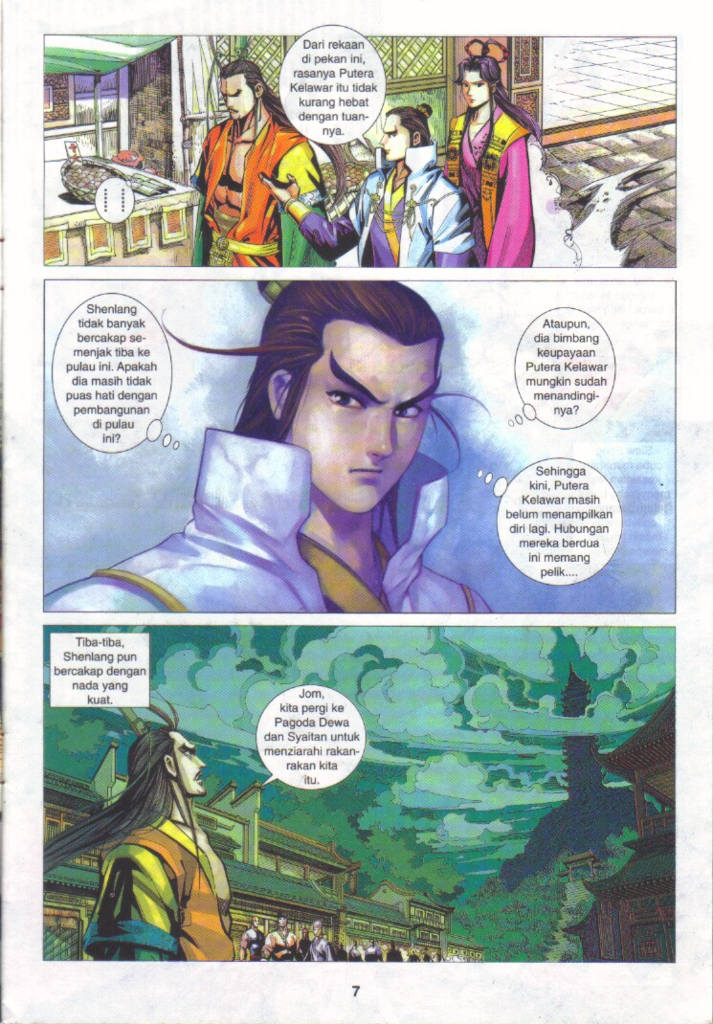 Dari rekaan
di pekan ini,
rasanya Putera
Kelawar itu tidak
kurang hebat
dengan tuan-
nya.
Shenlang
tidak banyak
bercakap se-
menjak tiba ke
pulau ini. Apakah
dia masih tidak
puas hati dengan
pembangunan
di pulau
ini?
Ataupun,
dia bimbang
keupayaan
Putera Kelawar
mungkin sudah
menandingi-
nya?
Sehingga
kini, Putera
Kelawar masih
belum menampilkan
diri lagi. Hubungan
mereka berdua
ini memang
pelik....
Tiba-tiba,
Shenlang pun
bercakap dengan
nada yang
kuat.
Jom,
kita pergi ke
Pagoda Dewa
dan Syaitan untuk
menziarahi rakan-
rakan kita
itu.
7